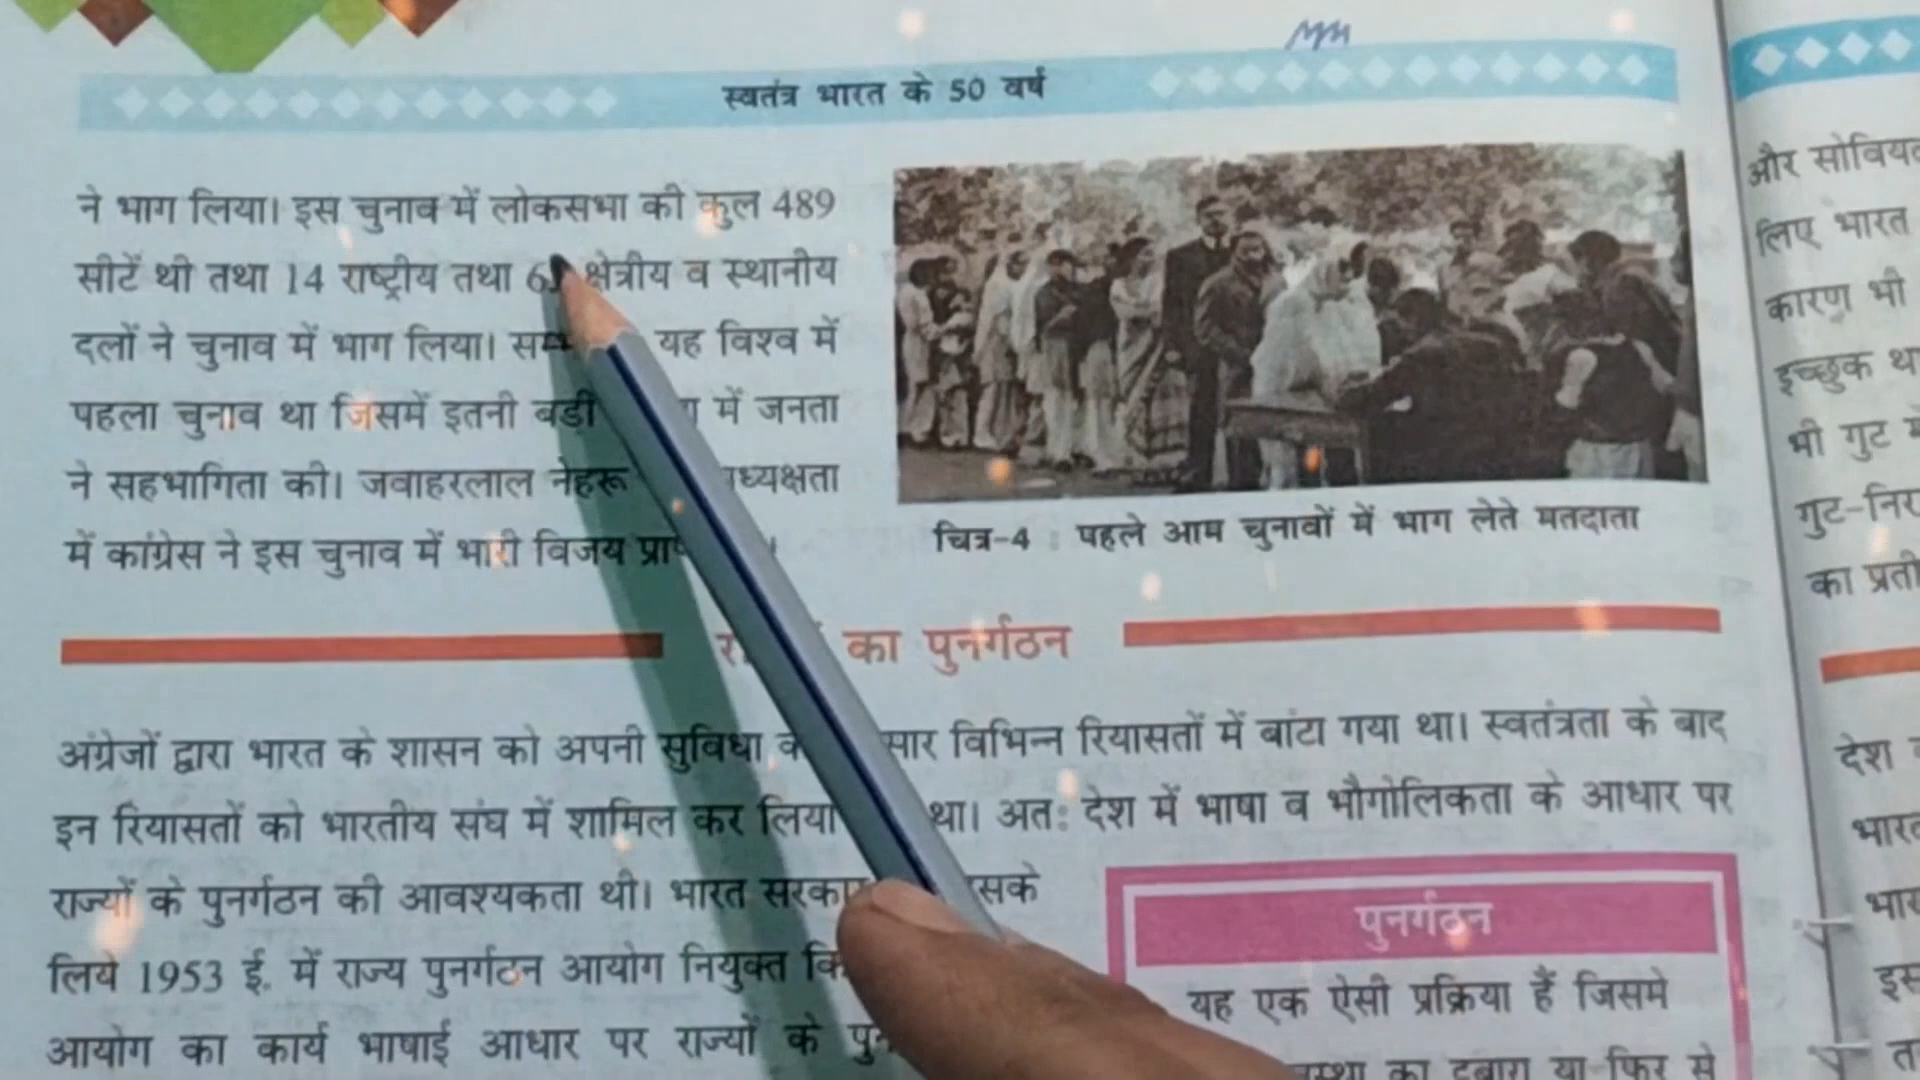 स्वतंत्र भारत के 50 वर्ष
ने भाग लिया। इस चुनाव में लोकसभा की कुल 489
सीटें थी तथा 14 राष्ट्रीय तथा क्षेत्रीय व स्थानीय
दलों ने चुनाव में भाग लिया। यह विश्व में
पहला चुनाव था जिसमें इतनी बड़ी में जनता
ने सहभागिता की। जवाहरलाल नेहरू
में कांग्रेस ने इस चुनाव में भारी विजय
चित्र-4 : पहले आम चुनावों में भाग लेते मतदाता
का पुनर्गठन
अंग्रेजों द्वारा भारत के शासन को अपनी सुविधा विभिन्न रियासतों में बांटा गया था। स्वतंत्रता के बाद
इन रियासतों को भारतीय संघ में शामिल कर लिया था। अतः देश में भाषा व भौगोलिकता के आधार पर
राज्यों के पुनर्गठन की आवश्यकता थी। भारत
लिये 1953 ई. में राज्य पुनर्गठन आयोग नियुक्त
आयोग का कार्य भाषाई आधार पर राज्यों के
पुनर्गठन
यह एक ऐसी प्रक्रिया हैं जिसमे
का दुबारा या फिर से
और
लिए भारत
कारण भी
इच्छुक
भी गुट
देश